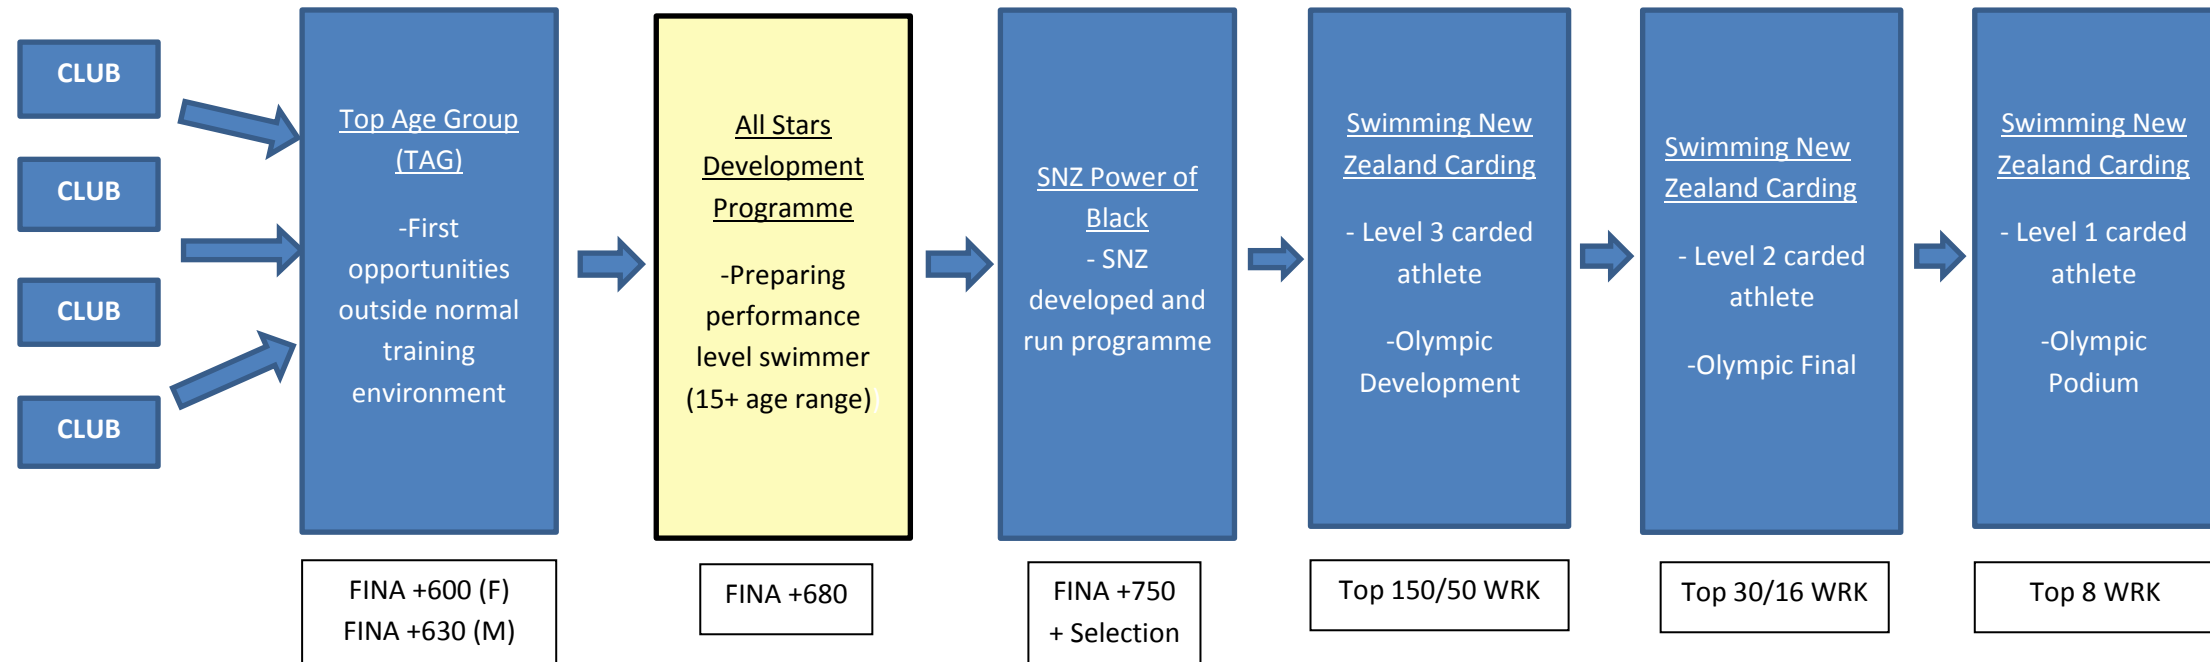 CLUB
CLUB
CLUB
CLUB
Top Age Group
(TAG)
-First
opportunities
outside normal
training
environment
FINA +600 (F)
FINA +630 (M)
All Stars
Development
Programme
-Preparing
performance
level swimmer
(15+ age range))
FINA +680
SNZ Power of
Black
- SNZ
developed and
run programme
FINA +750
+ Selection
Swimming New
Zealand Carding
- Level 3 carded
athlete
-Olympic
Development
Top 150/50 WRK
Swimming New
Zealand Carding
- Level 2 carded
athlete
-Olympic Final
Top 30/16 WRK
Swimming New
Zealand Carding
- Level 1 carded
athlete
-Olympic
Podium
Top 8 WRK